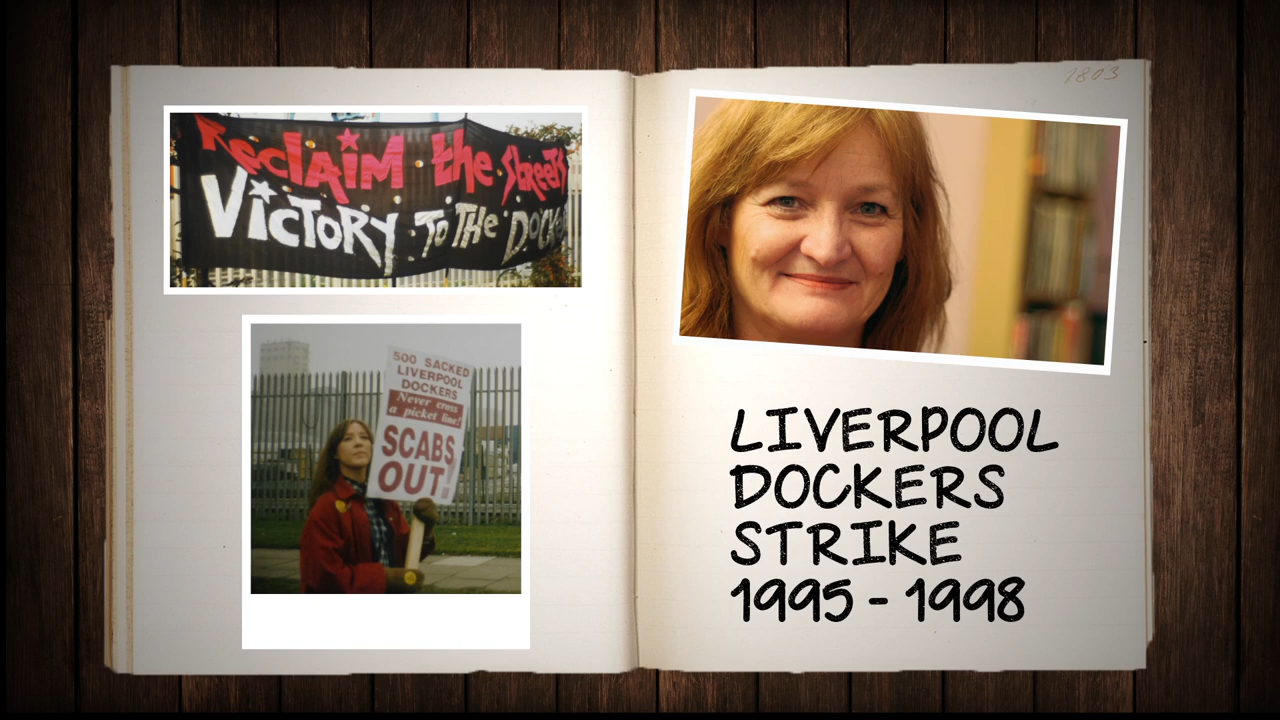 ReclAiM the StreetS
VicToRY To THe Docke
500 SACKED
LIVERPOOL
DOCKERS
Never cross
a picket line!
SCABS
OUT!
1803
LIVERPOOL
DOCKERS
STRIKE
1995 - 1998